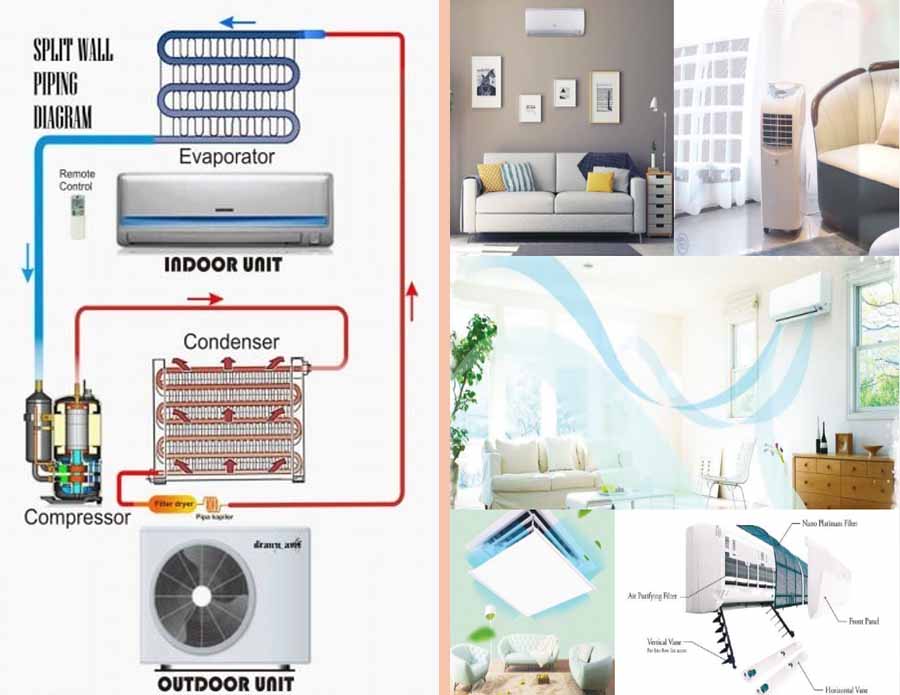 SPLIT WALL
PIPING
DIAGRAM
Evaporator
Remote
Control
INDOOR UNIT
Condenser
Compressor
Filter dryer
Pipa kapiler
OUTDOOR UNIT
Nano Platinum Filter
Air Purifying Filter
Front Panel
Vertical Vane
Horizontal Vane